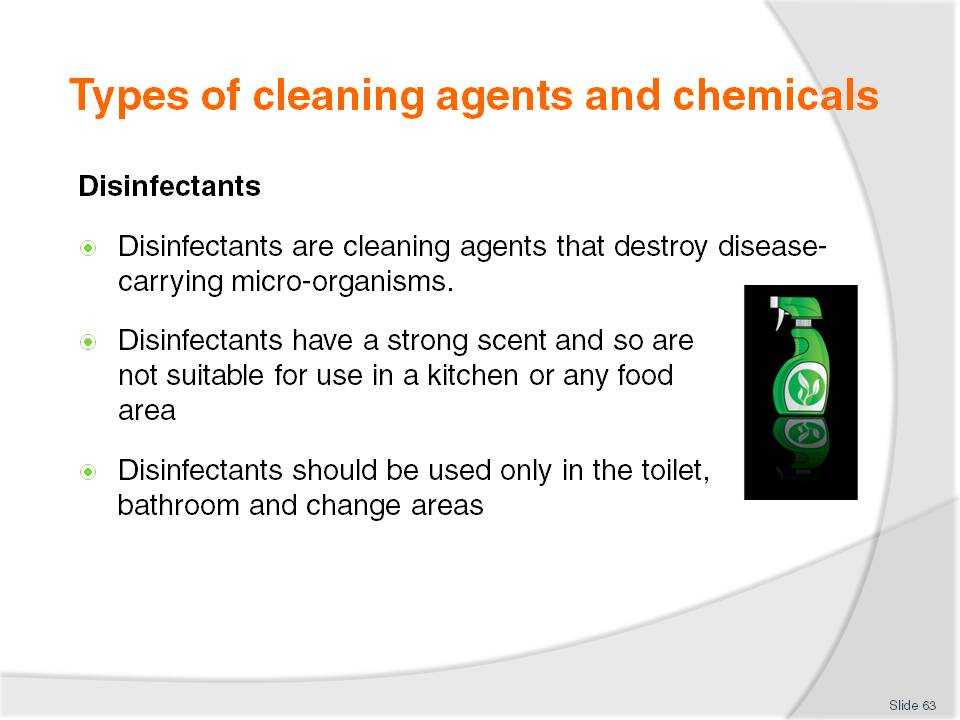 Types of cleaning agents and chemicals
Disinfectants
Disinfectants are cleaning agents that destroy disease-
carrying micro-organisms.
Disinfectants have a strong scent and so are
not suitable for use in a kitchen or any food
area
Disinfectants should be used only in the toilet,
bathroom and change areas
Slide 63